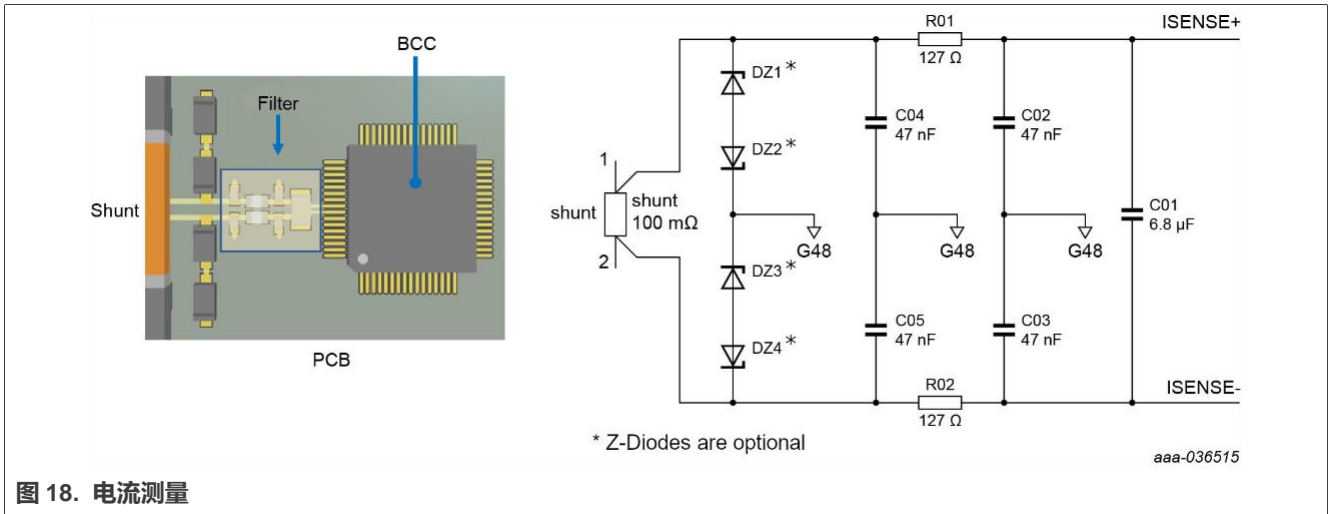 BCC
Filter
Shunt
PCB
R01
127 Ω
ISENSE+
DZ1*
DZ2*
C04
47 nF
C02
47 nF
1
shunt
shunt
100 mΩ
2
G48
G48
G48
C01
6.8 μF
DZ3*
DZ4*
C05
47 nF
C03
47 nF
R02
127 Ω
ISENSE-
* Z-Diodes are optional
aaa-036515
图 18. 电流测量